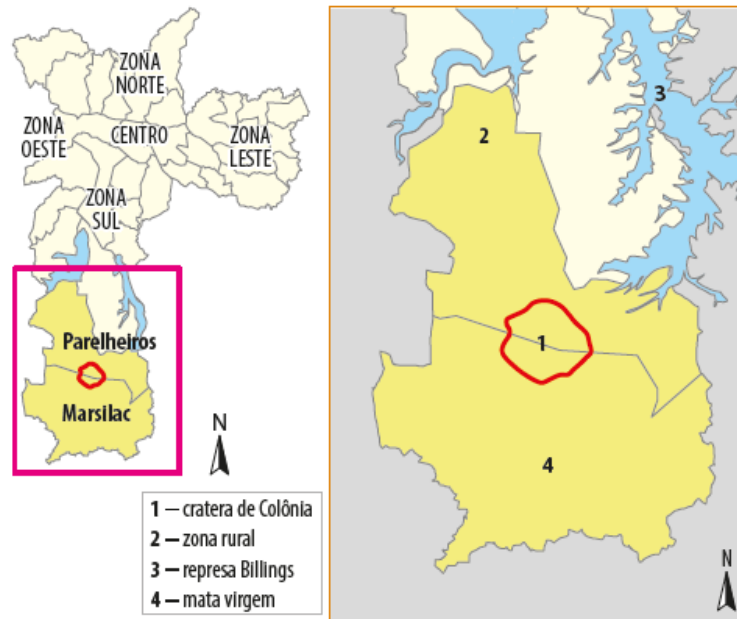 ZONA
NORTE
ZONA
OESTE
CENTRO
ZONA
LESTE
ZONA
SUL
Parelheiros
Marsilac
N
1 – cratera de Colônia
2 – zona rural
3 – represa Billings
4 – mata virgem
3
2
1
4
N